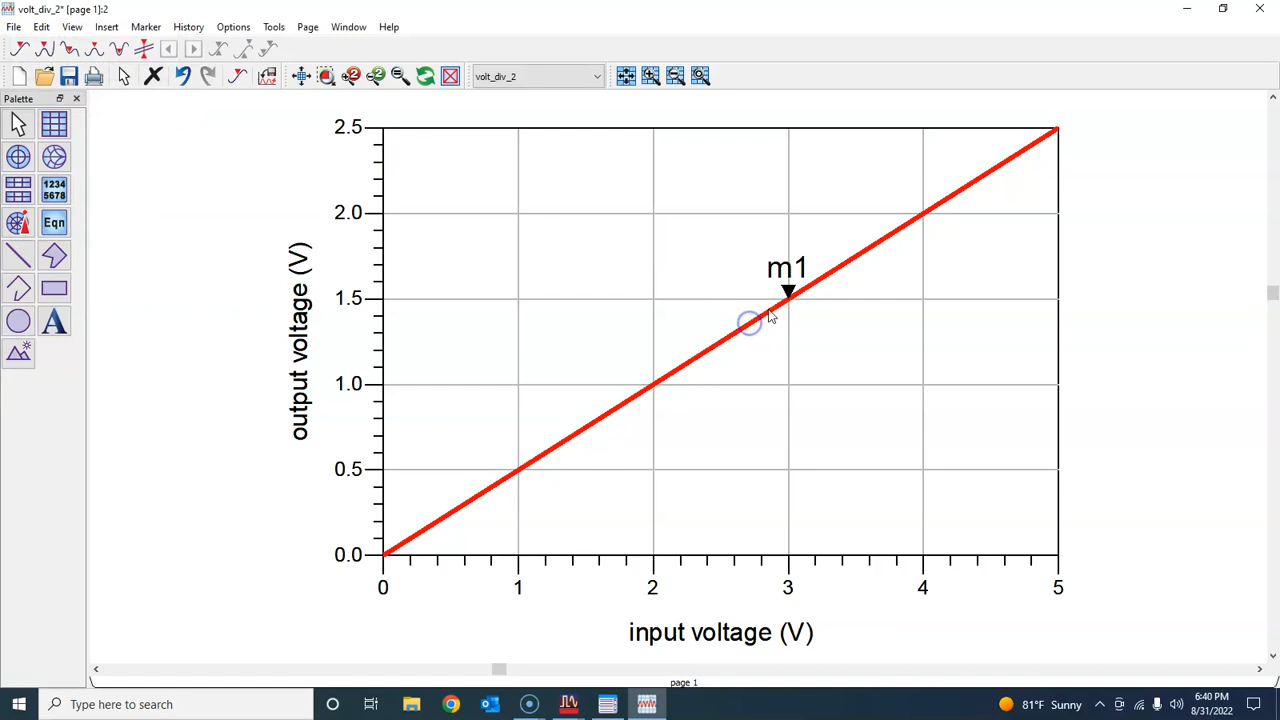 volt_div_2* [page 1]:2
File Edit View Insert Marker History Options Tools Page Window Help
volt_div_2
Palette
1234
5678
Eqn
2.5
2.0
1.5
1.0
0.5
0.0
output voltage (V)
m1
0 1 2 3 4 5
input voltage (V)
page 1
Type here to search
81°F Sunny
6:40 PM
8/31/2022